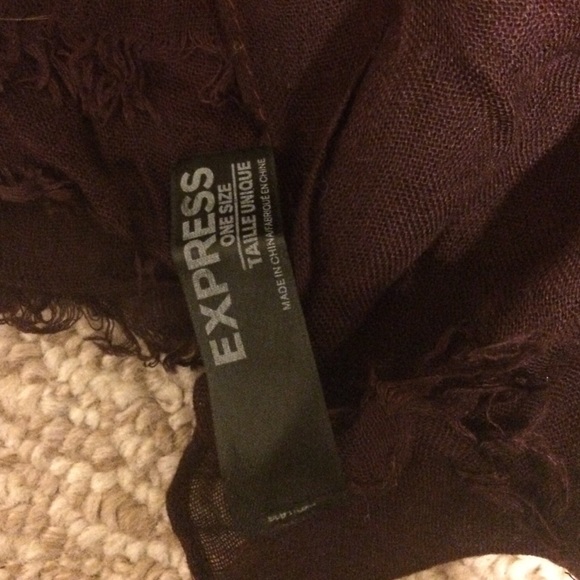 EXPRESS
ONE SIZE
TAILLE UNIQUE
MADE IN CHINA/FABRIQUÉ EN CHINE